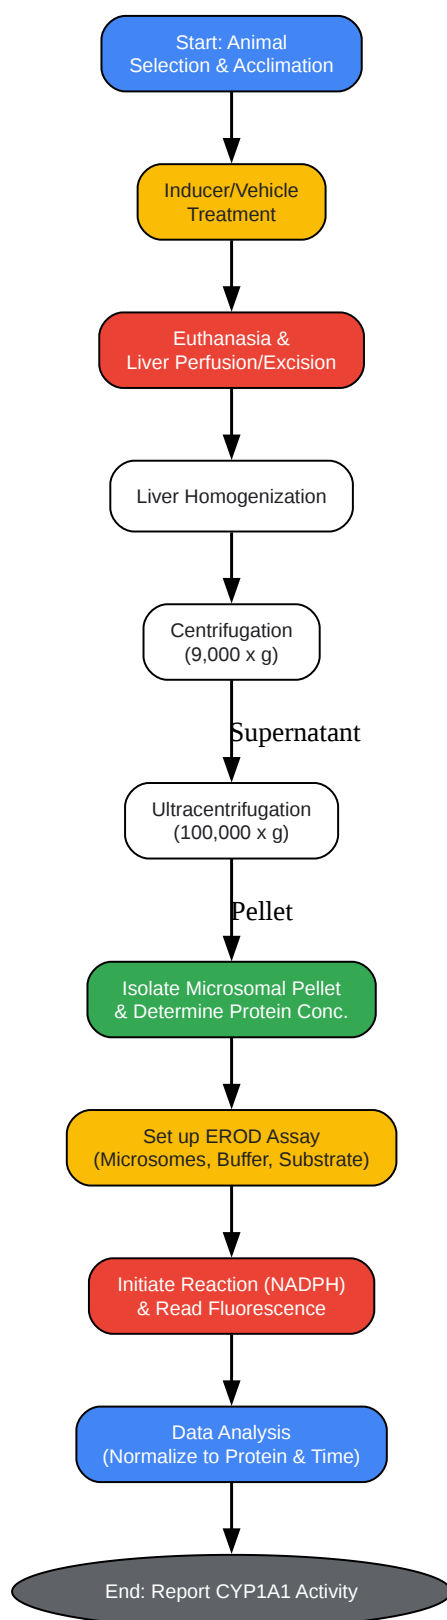 Start: Animal
Selection & Acclimation
Inducer/Vehicle
Treatment
Euthanasia &
Liver Perfusion/Excision
Liver Homogenization
Centrifugation
(9,000 x g)
Supernatant
Ultracentrifugation
(100,000 x g)
Pellet
Isolate Microsomal Pellet
& Determine Protein Conc.
Set up EROD Assay
(Microsomes, Buffer, Substrate)
Initiate Reaction (NADPH)
& Read Fluorescence
Data Analysis
(Normalize to Protein & Time)
End: Report CYP1A1 Activity